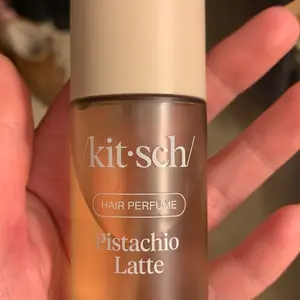 /kit·sch/
HAIR PERFUME
Pistachio
Latte